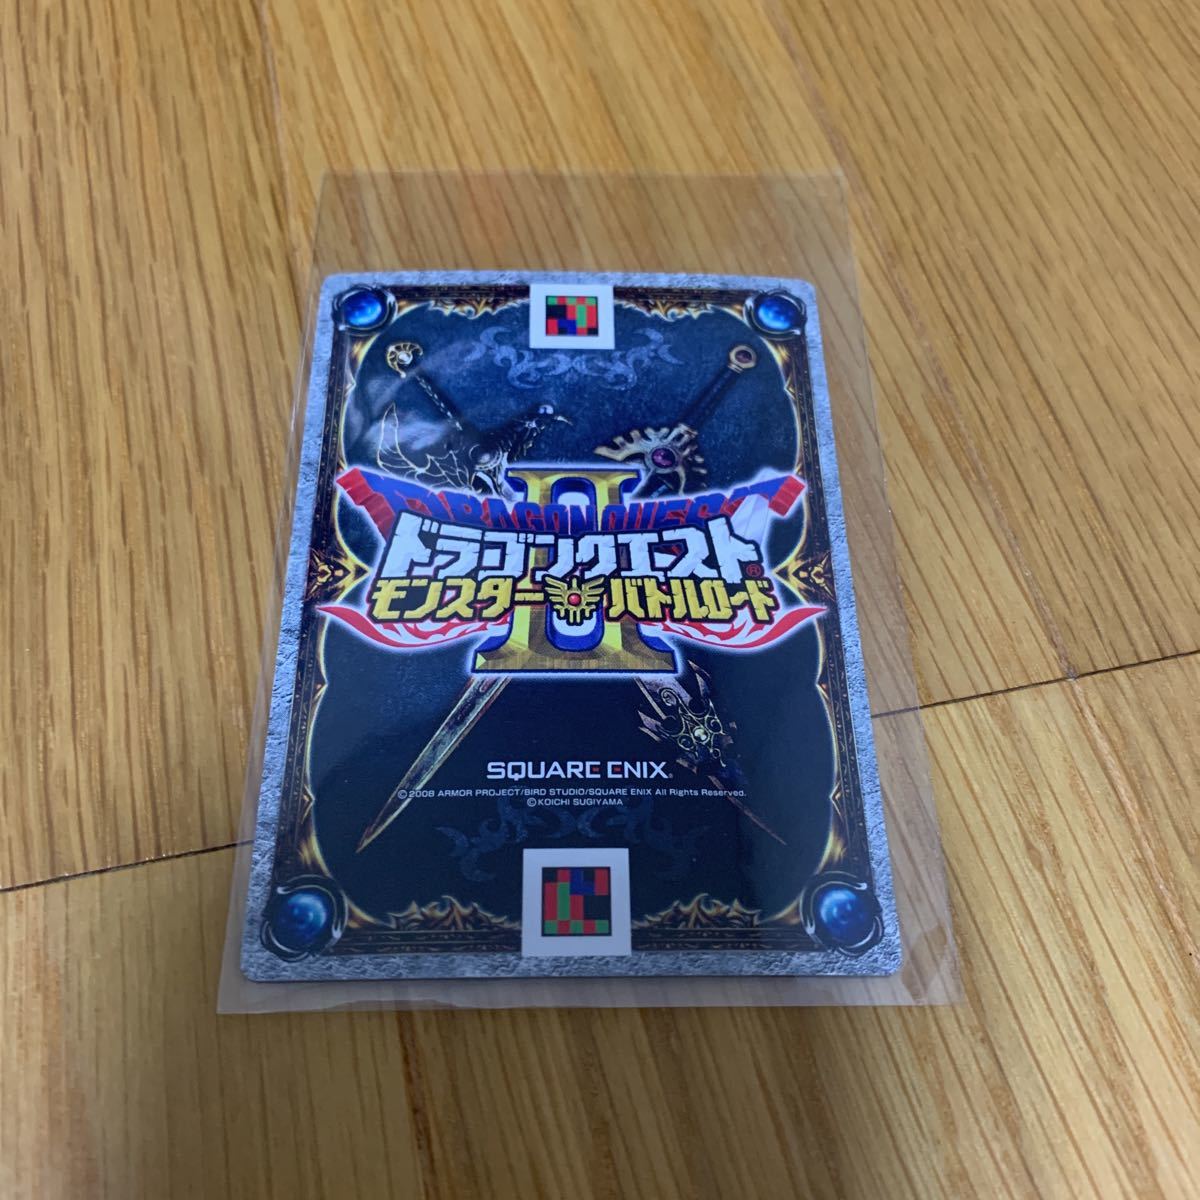 DRAGON QUEST
II
ドラゴンクエスト®
モンスター バトルロード
SQUARE ENIX®
©2008 ARMOR PROJECT/BIRD STUDIO/SQUARE ENIX All Rights Reserved.
©KOICHI SUGIYAMA